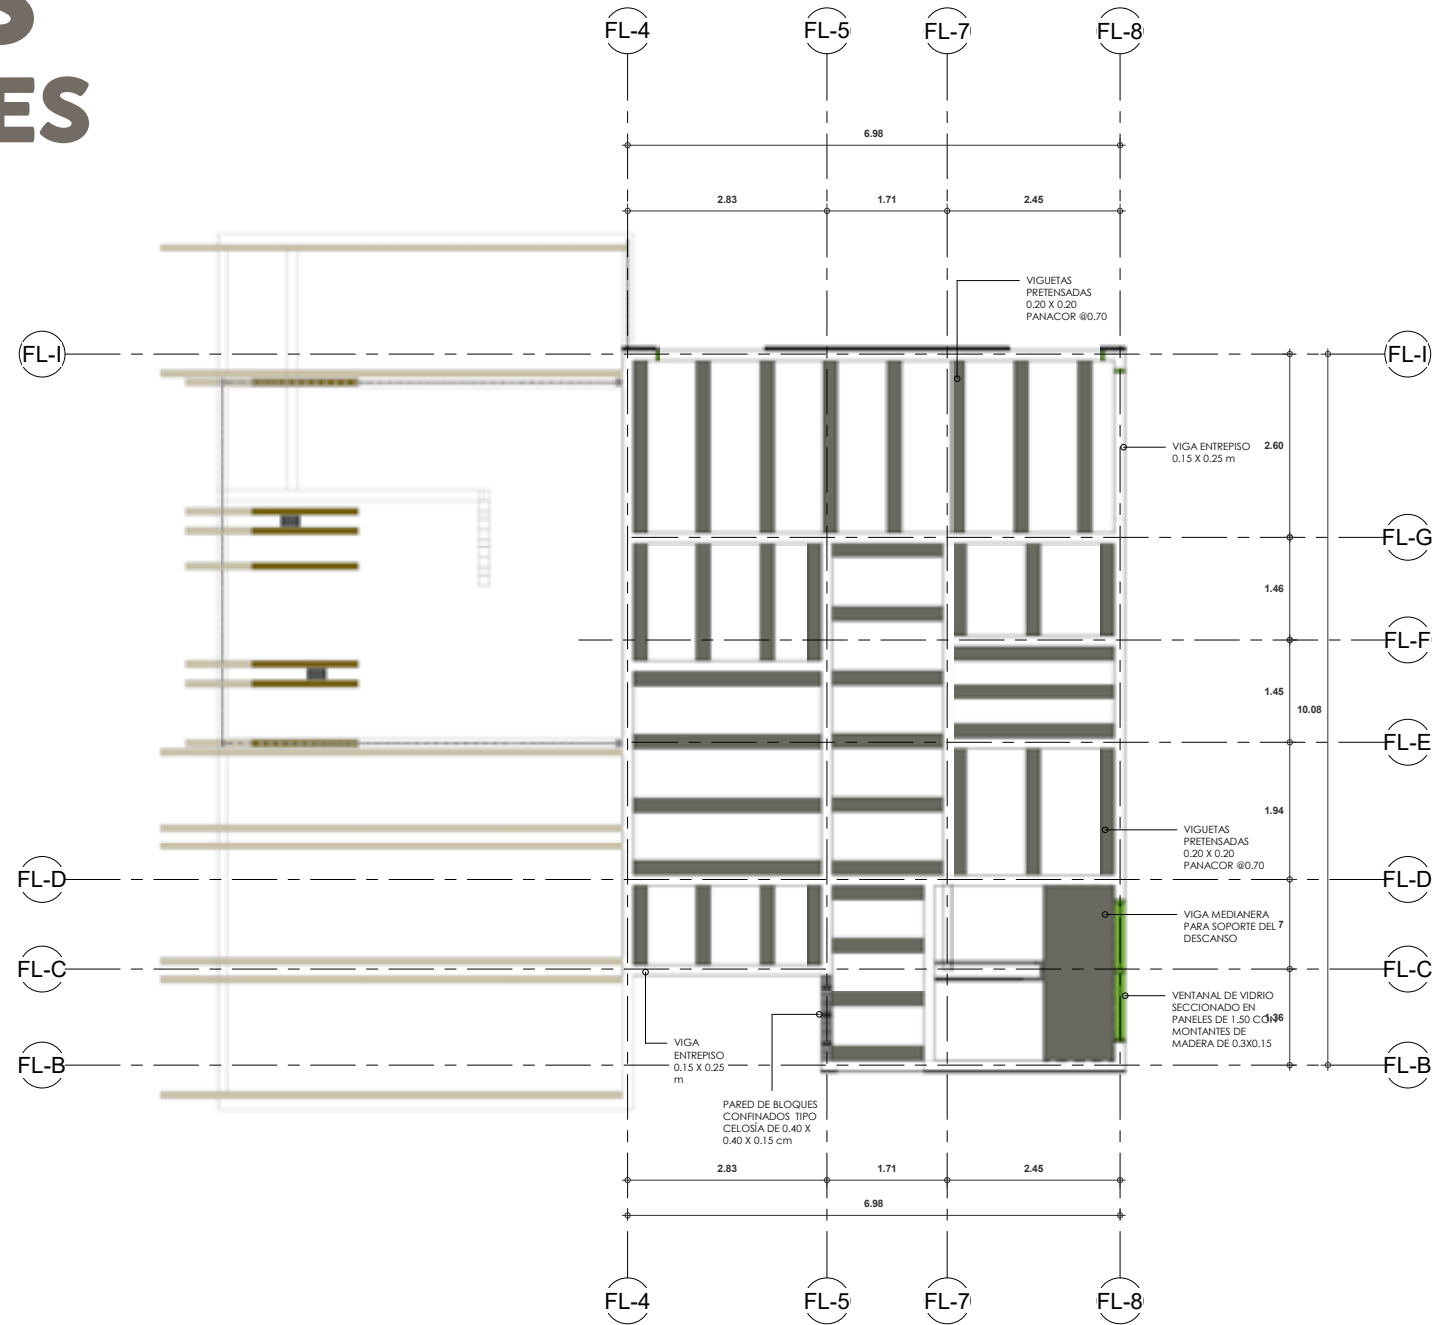 S
ES
FL-4
FL-5
FL-7
FL-8
6.98
2.83
1.71
2.45
VIGUETAS
PRETENSADAS
0.20 X 0.20
PANACOR @0.70
FL-I
FL-I
VIGA ENTREPISO
0.15 X 0.25 m
2.60
FL-G
1.46
FL-F
1.45
10.08
FL-E
1.94
VIGUETAS
PRETENSADAS
0.20 X 0.20
PANACOR @0.70
FL-D
FL-D
VIGA MEDIANERA
PARA SOPORTE DEL
DESCANSO
7
FL-C
FL-C
VENTANAL DE VIDRIO
SECCIONADO EN
PANELES DE 1.50 CON
MONTANTES DE
MADERA DE 0.3X0.15
1.36
VIGA
ENTREPISO
0.15 X 0.25
m
FL-B
FL-B
PARED DE BLOQUES
CONFINADOS TIPO
CELOSÍA DE 0.40 X
0.40 X 0.15 cm
2.83
1.71
2.45
6.98
FL-4
FL-5
FL-7
FL-8